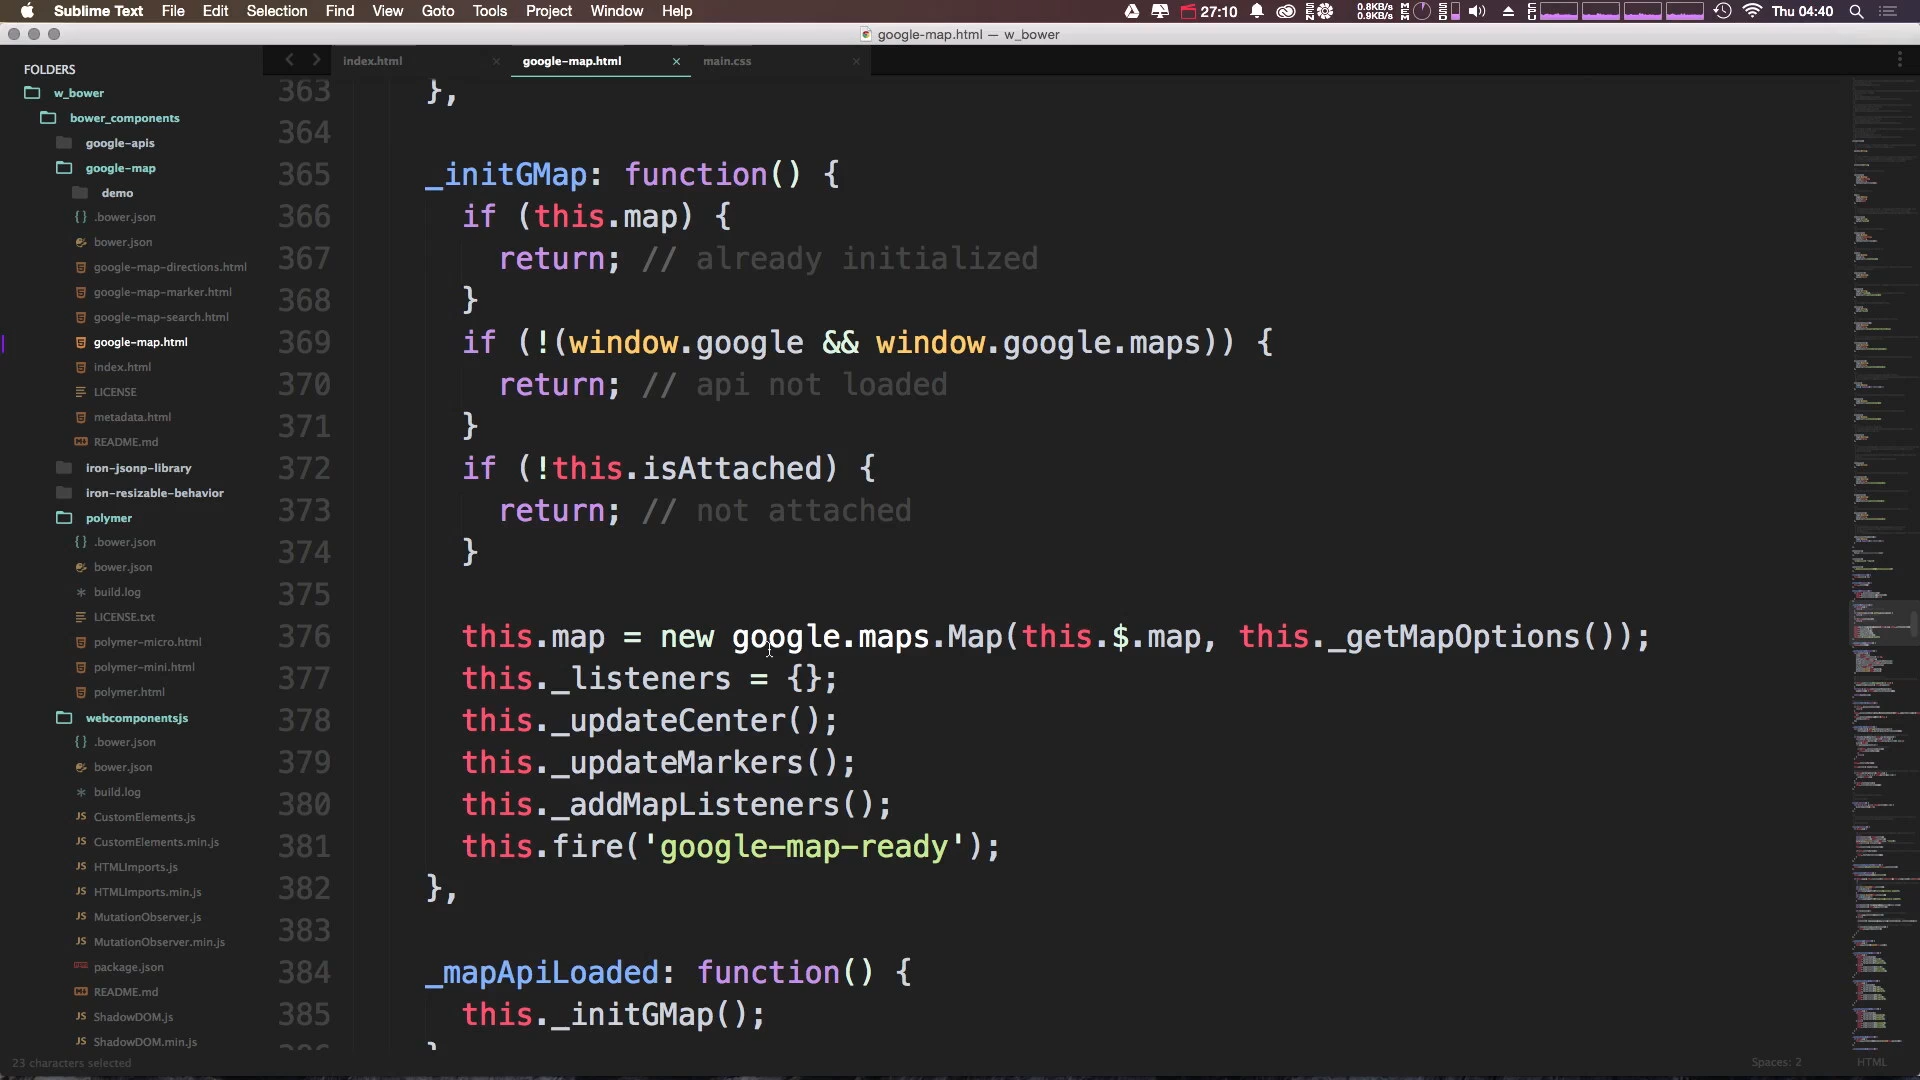 Sublime Text File Edit Selection Find View Goto Tools Project Window Help 27:10 0.8KB/s 0.9KB/s Thu 04:40
google-map.html — w_bower
index.html google-map.html main.css
FOLDERS
w_bower
bower_components
google-apis
google-map
demo
.bower.json
bower.json
google-map-directions.html
google-map-marker.html
google-map-search.html
google-map.html
index.html
LICENSE
metadata.html
README.md
iron-jsonp-library
iron-resizable-behavior
polymer
.bower.json
bower.json
build.log
LICENSE.txt
polymer-micro.html
polymer-mini.html
polymer.html
webcomponentsjs
.bower.json
bower.json
build.log
CustomElements.js
CustomElements.min.js
HTMLImports.js
HTMLImports.min.js
MutationObserver.js
MutationObserver.min.js
package.json
README.md
ShadowDOM.js
ShadowDOM.min.js
363 },
364
365 _initGMap: function() {
366 if (this.map) {
367 return; // already initialized
368 }
369 if (!(window.google && window.google.maps)) {
370 return; // api not loaded
371 }
372 if (!this.isAttached) {
373 return; // not attached
374 }
375
376 this.map = new google.maps.Map(this.$.map, this._getMapOptions());
377 this._listeners = {};
378 this._updateCenter();
379 this._updateMarkers();
380 this._addMapListeners();
381 this.fire('google-map-ready');
382 },
383
384 _mapApiLoaded: function() {
385 this._initGMap();
23 characters selected Spaces: 2 HTML